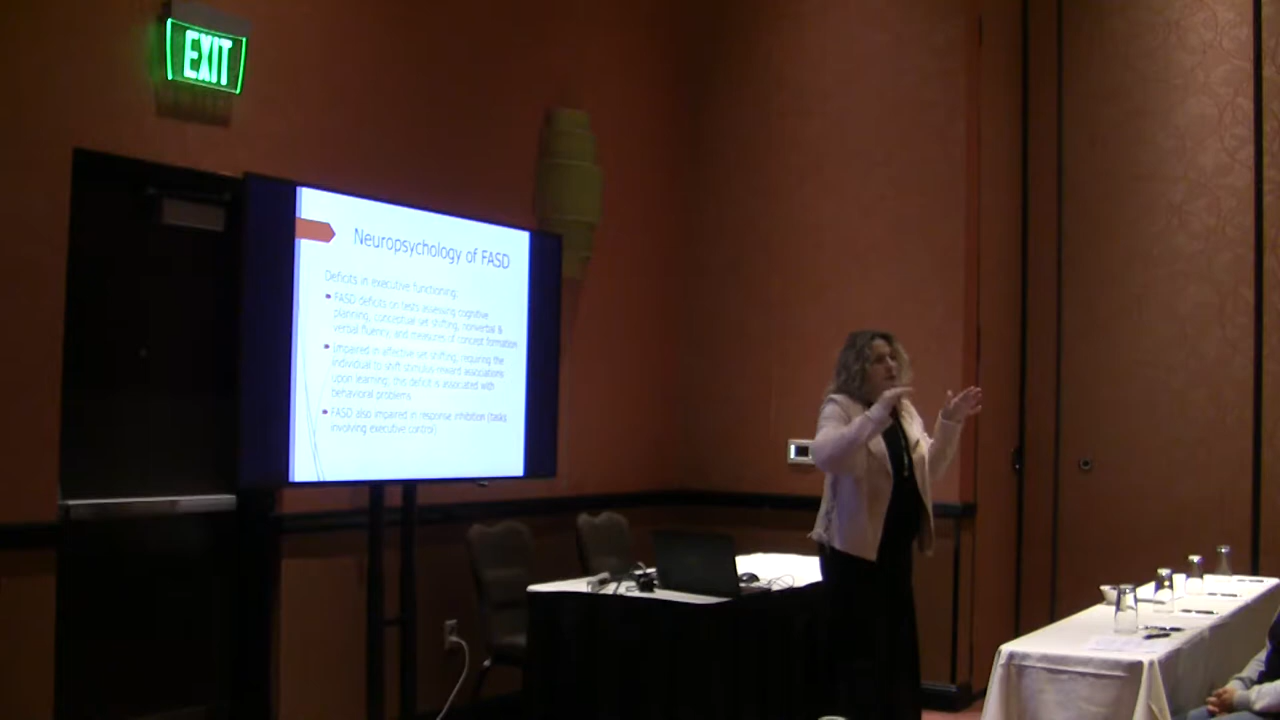 EXIT
Neuropsychology of FASD
Deficits in executive functioning:
FASD deficits on tests assessing cognitive
planning, conceptual set shifting, nonverbal &
verbal fluency, and measures of concept formation
Impaired in affective set shifting, requiring the
individual to shift stimulus-reward associations
upon learning; this deficit is associated with
behavioral problems
FASD also impaired in response inhibition (tasks
involving executive control)